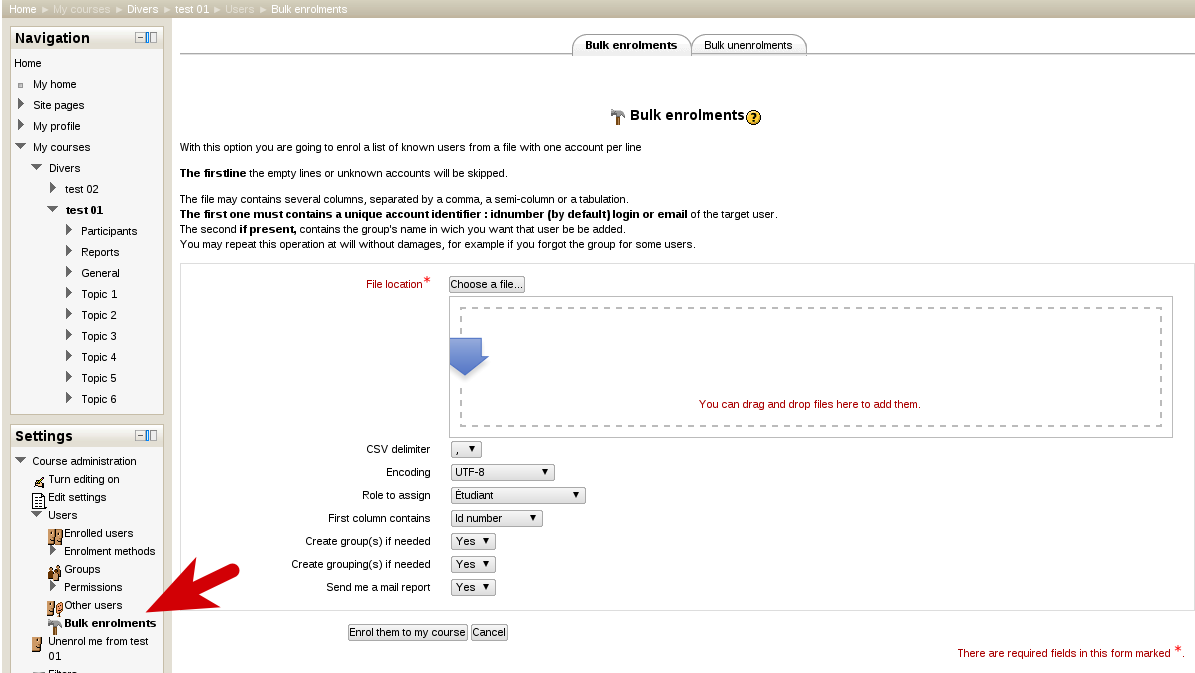 Home ► My courses ► Divers ► test 01 ► Users ► Bulk enrolments
Navigation
Home
My home
Site pages
My profile
My courses
Divers
test 02
test 01
Participants
Reports
General
Topic 1
Topic 2
Topic 3
Topic 4
Topic 5
Topic 6
Settings
Course administration
Turn editing on
Edit settings
Users
Enrolled users
Enrolment methods
Groups
Permissions
Other users
Bulk enrolments
Unenrol me from test
01
Filters
Bulk enrolments
Bulk unenrolments
Bulk enrolments
With this option you are going to enrol a list of known users from a file with one account per line
The firstline the empty lines or unknown accounts will be skipped.
The file may contains several columns, separated by a comma, a semi-column or a tabulation.
The first one must contains a unique account identifier : idnumber (by default) login or email of the target user.
The second if present, contains the group's name in wich you want that user be be added.
You may repeat this operation at will without damages, for example if you forgot the group for some users.
File location* Choose a file...
You can drag and drop files here to add them.
CSV delimiter ,
Encoding UTF-8
Role to assign Étudiant
First column contains Id number
Create group(s) if needed Yes
Create grouping(s) if needed Yes
Send me a mail report Yes
Enrol them to my course Cancel
There are required fields in this form marked *.